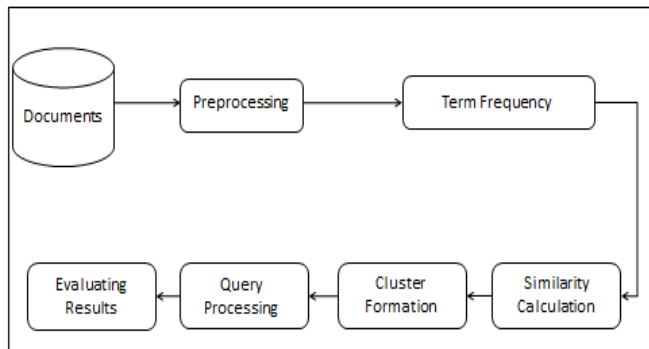 Documents
Preprocessing
Term Frequency
Evaluating
Results
Query
Processing
Cluster
Formation
Similarity
Calculation